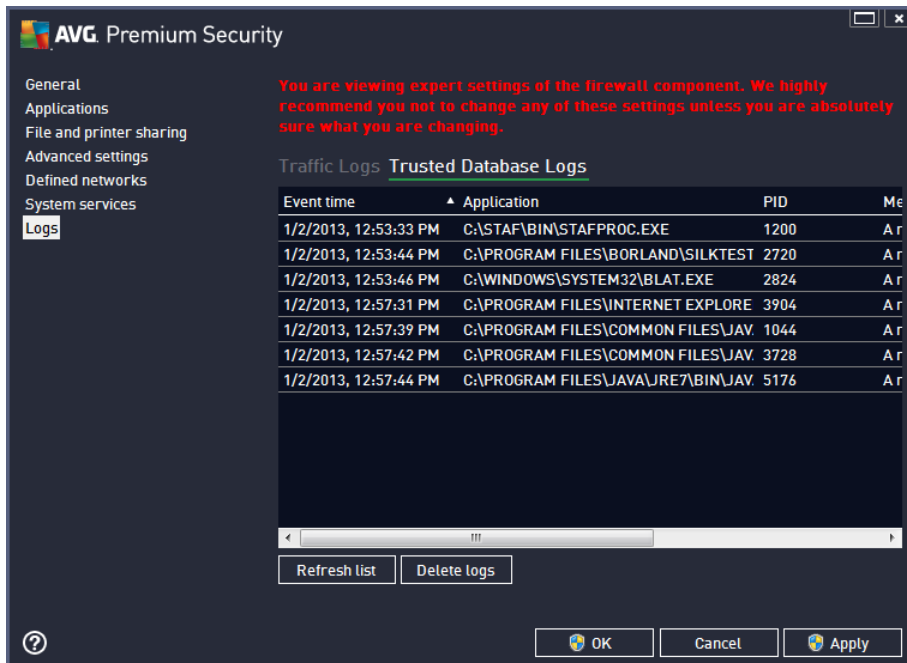 AVG. Premium Security
General
Applications
File and printer sharing
Advanced settings
Defined networks
System services
Logs
You are viewing expert settings of the firewall component. We highly
recommend you not to change any of these settings unless you are absolutely
sure what you are changing.
Traffic Logs Trusted Database Logs
Event time Application PID Me
1/2/2013, 12:53:33 PM C:\STAF\BIN\STAFPROC.EXE 1200 A r
1/2/2013, 12:53:44 PM C:\PROGRAM FILES\BORLAND\SILKTEST 2720 A r
1/2/2013, 12:53:46 PM C:\WINDOWS\SYSTEM32\BLAT.EXE 2824 A r
1/2/2013, 12:57:31 PM C:\PROGRAM FILES\INTERNET EXPLORE 3904 A r
1/2/2013, 12:57:39 PM C:\PROGRAM FILES\COMMON FILES\JAV. 1044 A r
1/2/2013, 12:57:42 PM C:\PROGRAM FILES\COMMON FILES\JAV. 3728 A r
1/2/2013, 12:57:44 PM C:\PROGRAM FILES\JAVA\JRE7\BIN\JAV. 5176 A r
Refresh list Delete logs
? OK Cancel Apply